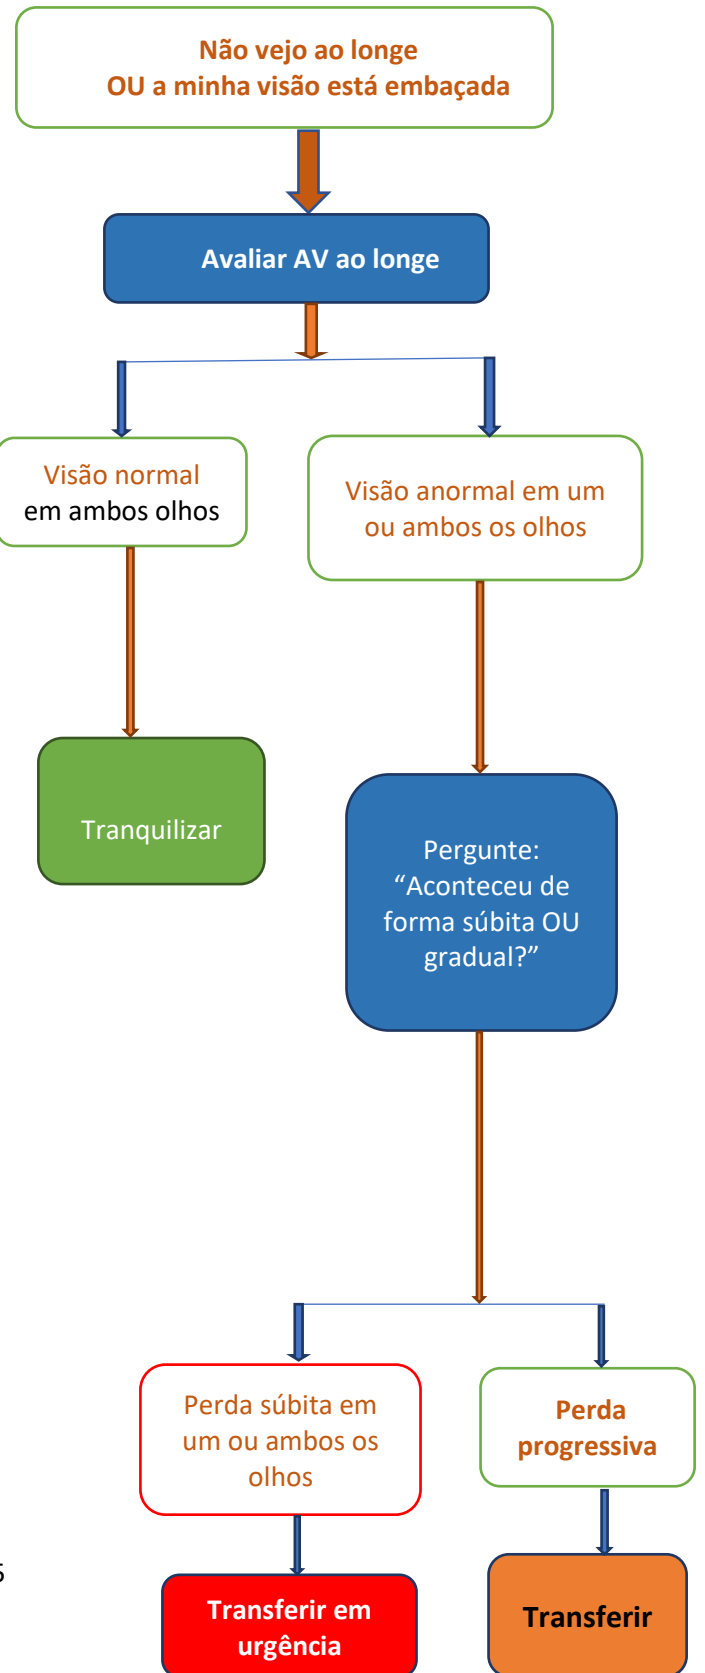 Não vejo ao longe
OU a minha visão está embaçada
Avaliar AV ao longe
Visão normal
em ambos olhos
Visão anormal em um
ou ambos os olhos
Tranquilizar
Pergunte:
“Aconteceu de
forma súbita OU
gradual?”
Perda súbita em
um ou ambos os
olhos
Perda
progressiva
Transferir em
urgência
Transferir